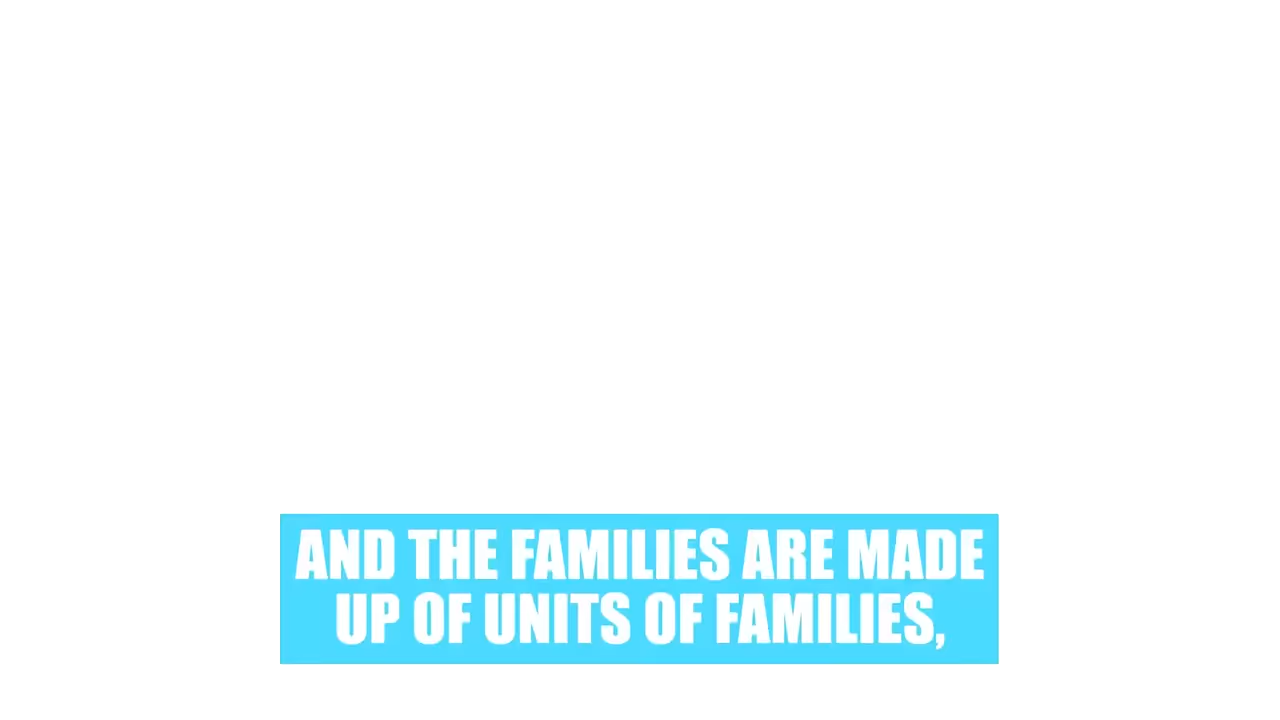 AND THE FAMILIES ARE MADE
UP OF UNITS OF FAMILIES,